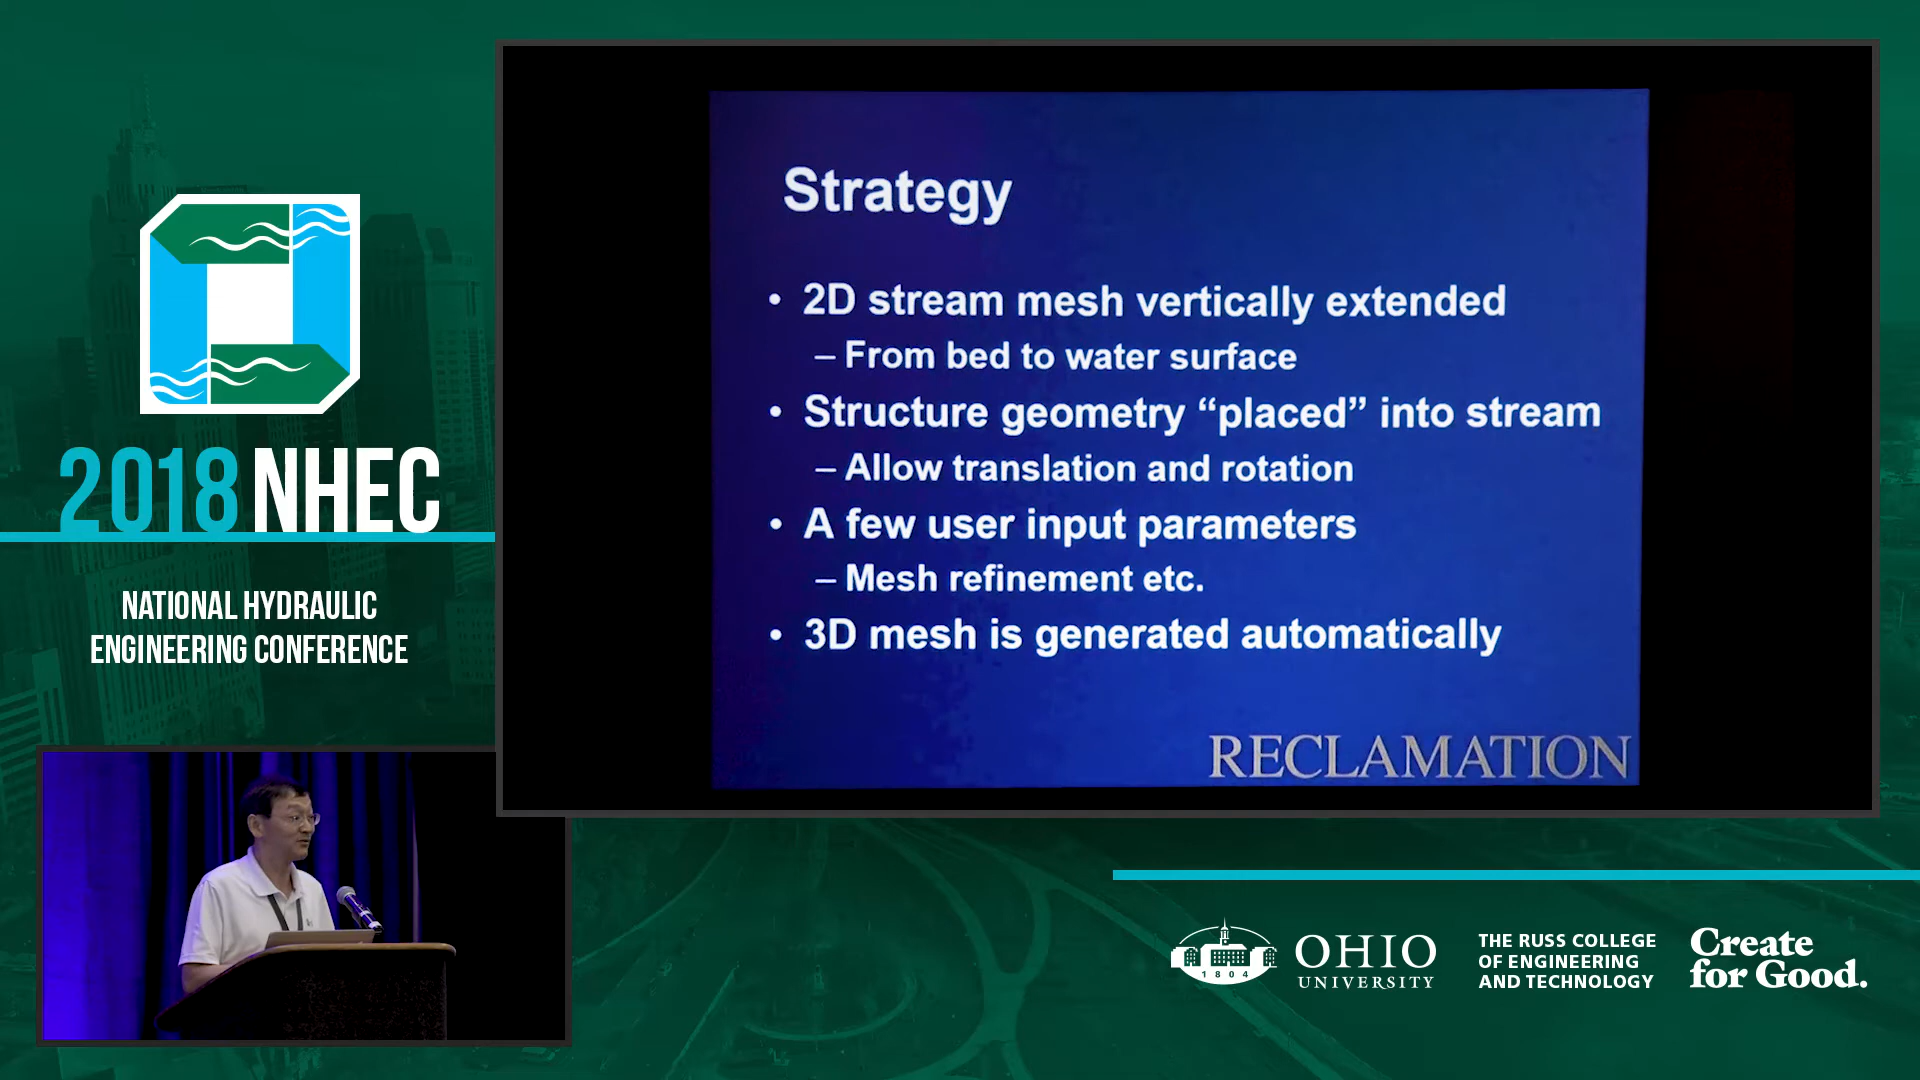 2018 NHEC
NATIONAL HYDRAULIC
ENGINEERING CONFERENCE
Strategy
• 2D stream mesh vertically extended
– From bed to water surface
• Structure geometry “placed” into stream
– Allow translation and rotation
• A few user input parameters
– Mesh refinement etc.
• 3D mesh is generated automatically
RECLAMATION
1804
OHIO
UNIVERSITY
THE RUSS COLLEGE
OF ENGINEERING
AND TECHNOLOGY
Create
for Good.